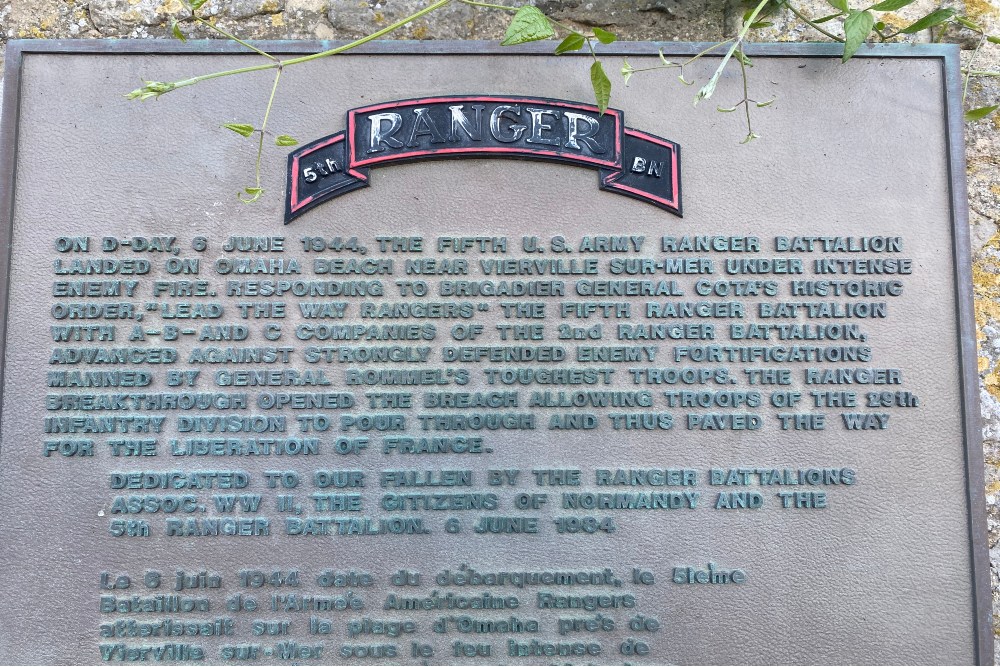 RANGER
5th BN
ON D-DAY, 6 JUNE 1944, THE FIFTH U.S. ARMY RANGER BATTALION
LANDED ON OMAHA BEACH NEAR VIERVILLE SUR-MER UNDER INTENSE
ENEMY FIRE. RESPONDING TO BRIGADIER GENERAL COTA'S HISTORIC
ORDER, "LEAD THE WAY RANGERS" THE FIFTH RANGER BATTALION
WITH A-B-AND C COMPANIES OF THE 2nd RANGER BATTALION,
ADVANCED AGAINST STRONGLY DEFENDED ENEMY FORTIFICATIONS
MANNED BY GENERAL ROMMEL'S TOUGHEST TROOPS. THE RANGER
BREAKTHROUGH OPENED THE BREACH ALLOWING TROOPS OF THE 29th
INFANTRY DIVISION TO POUR THROUGH AND THUS PAVED THE WAY
FOR THE LIBERATION OF FRANCE.
DEDICATED TO OUR FALLEN BY THE RANGER BATTALIONS
ASSOC. WW II, THE CITIZENS OF NORMANDY AND THE
5th RANGER BATTALION. 6 JUNE 1984
Le 6 juin 1944 date du débarquement, le 5ième
Bataillon de l'Armée Américaine Rangers
atterissait sur la plage d'Omaha près de
Vierville sur-Mer sous le feu intense de